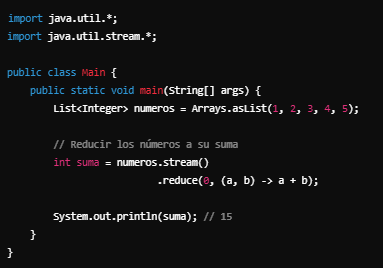 import java.util.*;
import java.util.stream.*;
public class Main {
public static void main(String[] args) {
List<Integer> numeros = Arrays.asList(1, 2, 3, 4, 5);
// Reducir los números a su suma
int suma = numeros.stream()
.reduce(0, (a, b) -> a + b);
System.out.println(suma); // 15
}
}